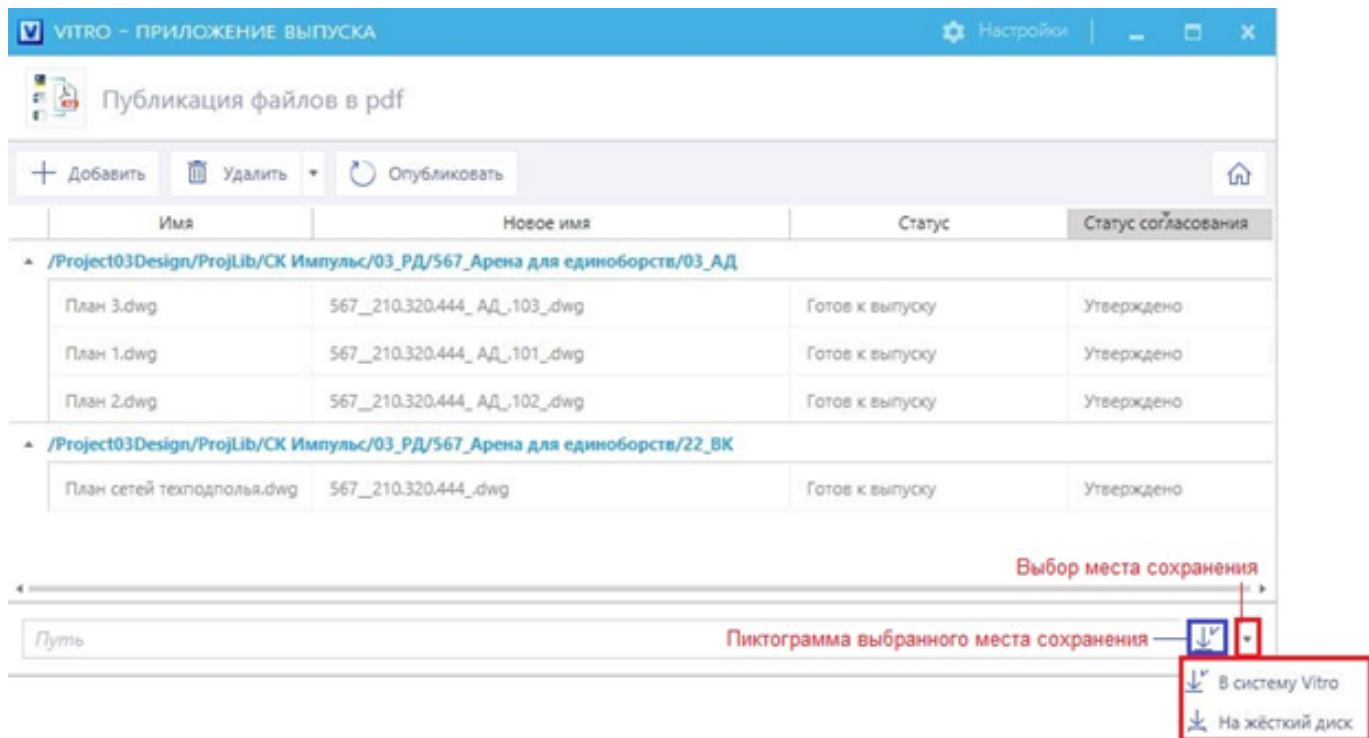 VITRO - ПРИЛОЖЕНИЕ ВЫПУСКА Настройки
Публикация файлов в pdf
Добавить Удалить Опубликовать
Имя Новое имя Статус Статус согласования
/Project03Design/ProjLib/СК Импульс/03_РД/567_Арена для единоборств/03_АД
План 3.dwg 567__210.320.444_ АД_.103_.dwg Готов к выпуску Утверждено
План 1.dwg 567__210.320.444_ АД_.101_.dwg Готов к выпуску Утверждено
План 2.dwg 567__210.320.444_ АД_.102_.dwg Готов к выпуску Утверждено
/Project03Design/ProjLib/СК Импульс/03_РД/567_Арена для единоборств/22_ВК
План сетей техподполья.dwg 567__210.320.444_.dwg Готов к выпуску Утверждено
Выбор места сохранения
Путь Пиктограмма выбранного места сохранения
В систему Vitro
На жёсткий диск